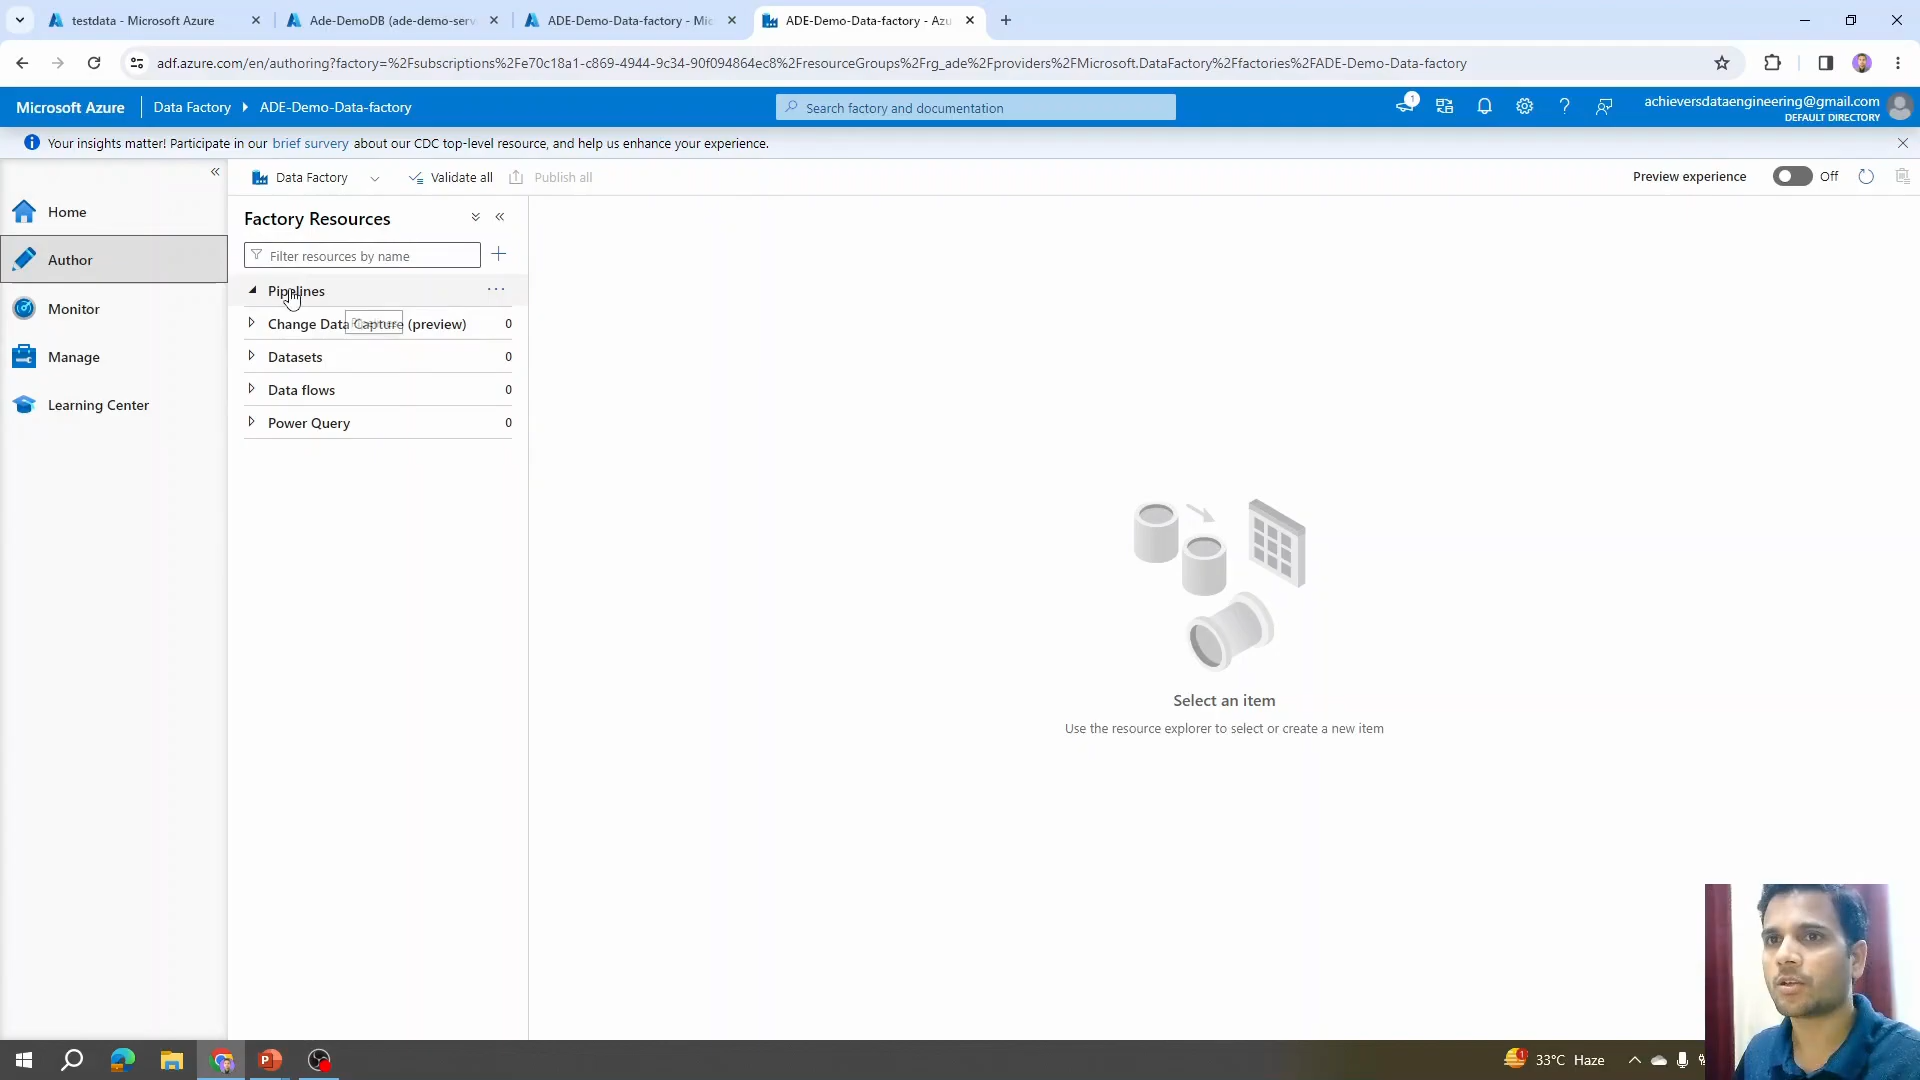 testdata - Microsoft Azure
Ade-DemoDB (ade-demo-serv
ADE-Demo-Data-factory - Mic
ADE-Demo-Data-factory - Azu
adf.azure.com/en/authoring?factory=%2Fsubscriptions%2Fe70c18a1-c869-4944-9c34-90f094864ec8%2FresourceGroups%2Frg_ade%2Fproviders%2FMicrosoft.DataFactory%2Ffactories%2FADE-Demo-Data-factory
Microsoft Azure
Data Factory
ADE-Demo-Data-factory
Search factory and documentation
1
achieversdataengineering@gmail.com
DEFAULT DIRECTORY
Your insights matter! Participate in our brief survey about our CDC top-level resource, and help us enhance your experience.
Data Factory
Validate all
Publish all
Preview experience
Off
Home
Author
Monitor
Manage
Learning Center
Factory Resources
Filter resources by name
Pipelines
Change Data Capture (preview) 0
Datasets 0
Data flows 0
Power Query 0
Select an item
Use the resource explorer to select or create a new item
1
33°C Haze